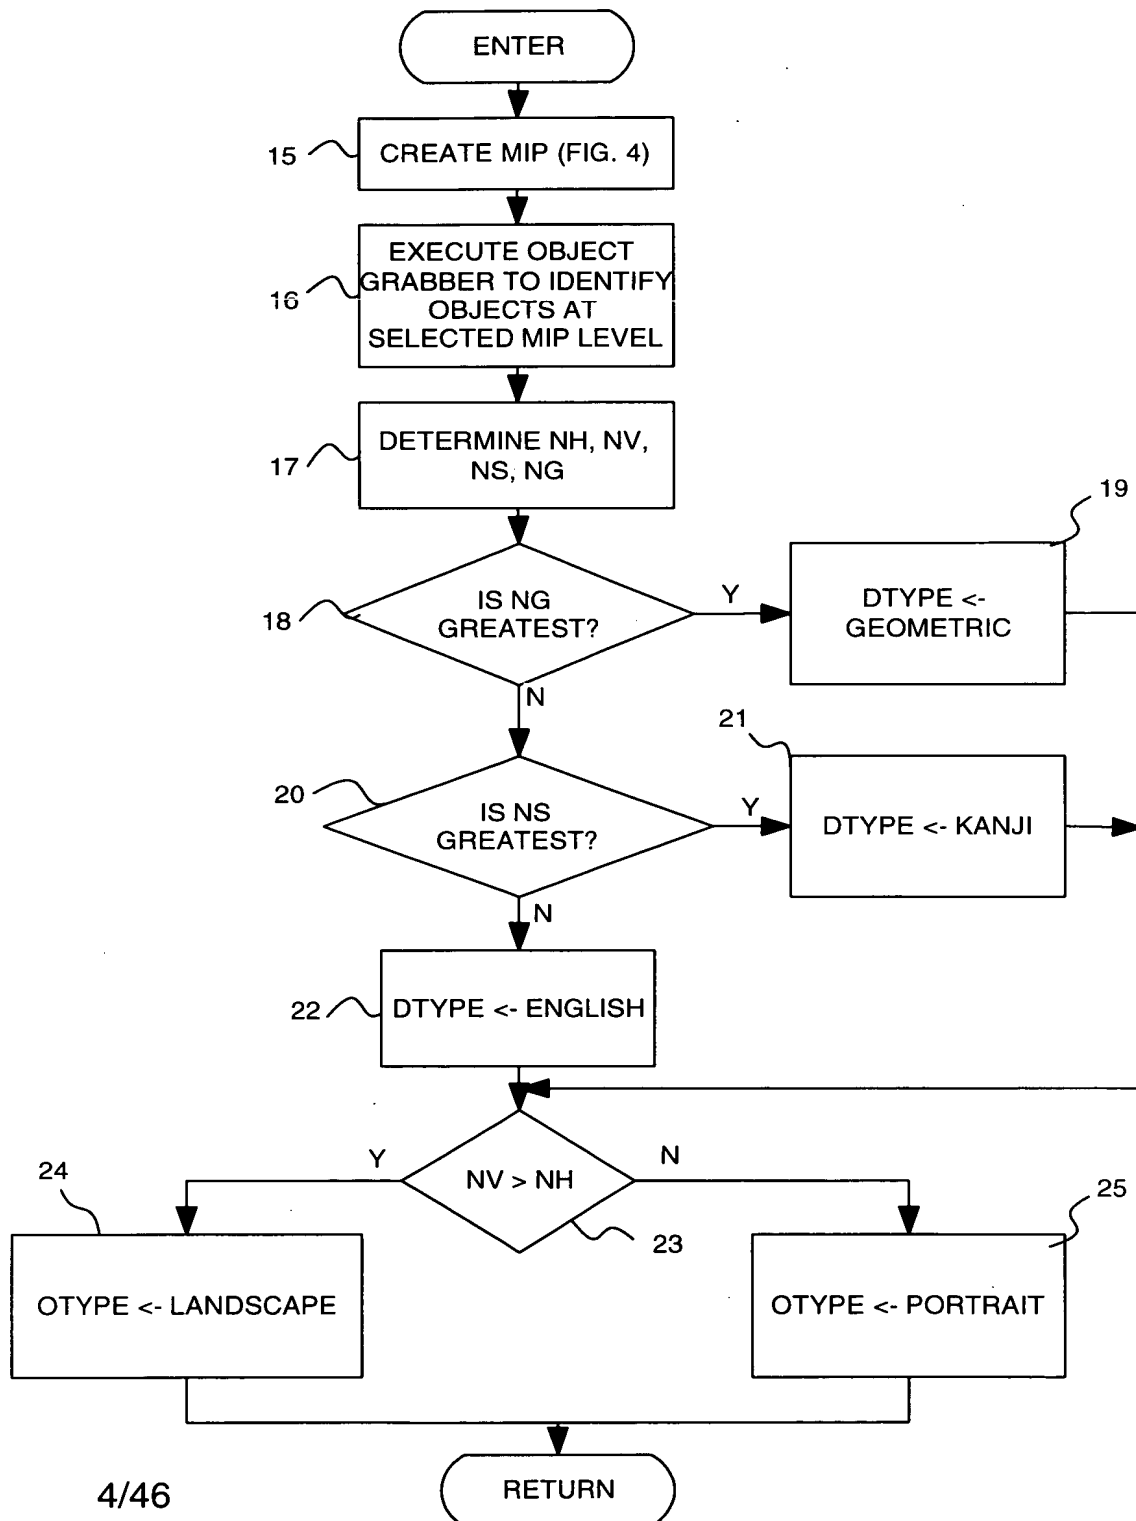 ENTER
15
CREATE MIP (FIG. 4)
16
EXECUTE OBJECT
GRABBER TO IDENTIFY
OBJECTS AT
SELECTED MIP LEVEL
17
DETERMINE NH, NV,
NS, NG
18
IS NG
GREATEST?
Y
19
DTYPE <-
GEOMETRIC
N
20
IS NS
GREATEST?
Y
21
DTYPE <- KANJI
N
22
DTYPE <- ENGLISH
Y
NV > NH
N
23
24
OTYPE <- LANDSCAPE
25
OTYPE <- PORTRAIT
RETURN
4/46